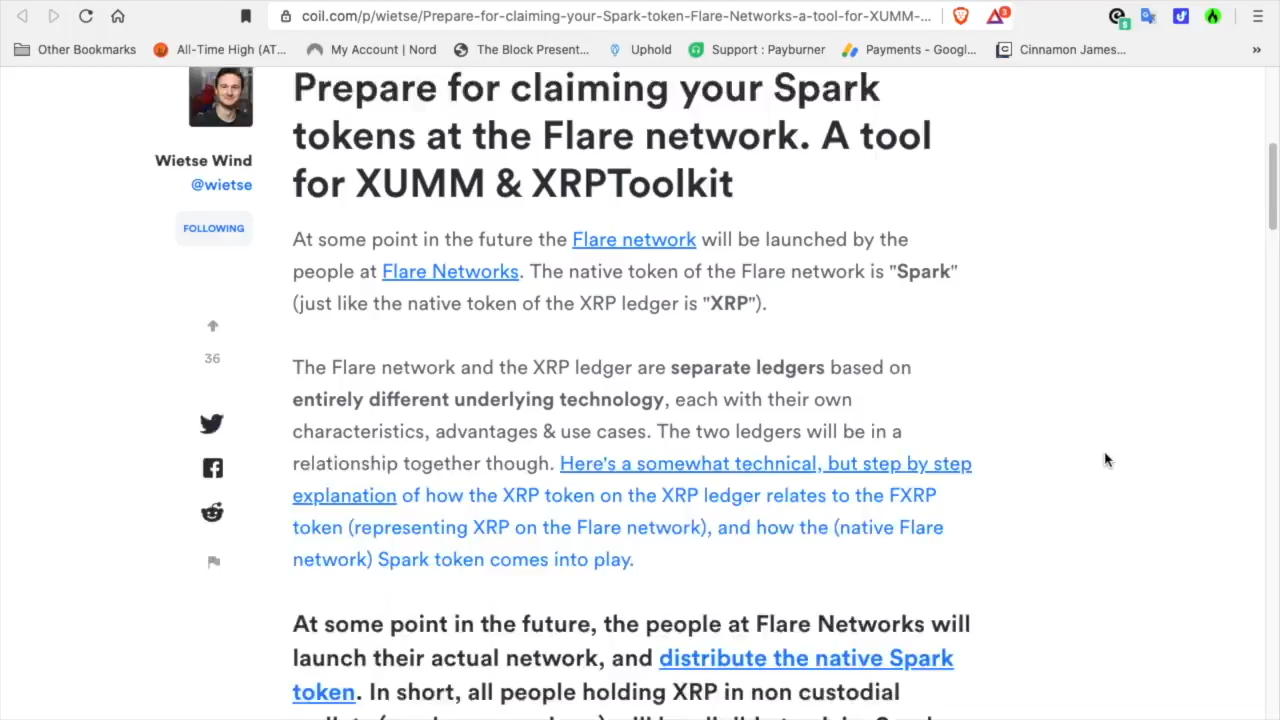 coil.com/p/wietse/Prepare-for-claiming-your-Spark-token-Flare-Networks-a-tool-for-XUMM-...
3
$
Other Bookmarks
All-Time High (AT...
My Account | Nord
The Block Present...
Uphold
Support : Payburner
Payments - Googl...
Cinnamon James...
»
Prepare for claiming your Spark
tokens at the Flare network. A tool
for XUMM & XRPToolkit
Wietse Wind
@wietse
FOLLOWING
At some point in the future the Flare network will be launched by the
people at Flare Networks. The native token of the Flare network is "Spark"
(just like the native token of the XRP ledger is "XRP").
36
The Flare network and the XRP ledger are separate ledgers based on
entirely different underlying technology, each with their own
characteristics, advantages & use cases. The two ledgers will be in a
relationship together though. Here's a somewhat technical, but step by step
explanation of how the XRP token on the XRP ledger relates to the FXRP
token (representing XRP on the Flare network), and how the (native Flare
network) Spark token comes into play.
At some point in the future, the people at Flare Networks will
launch their actual network, and distribute the native Spark
token. In short, all people holding XRP in non custodial